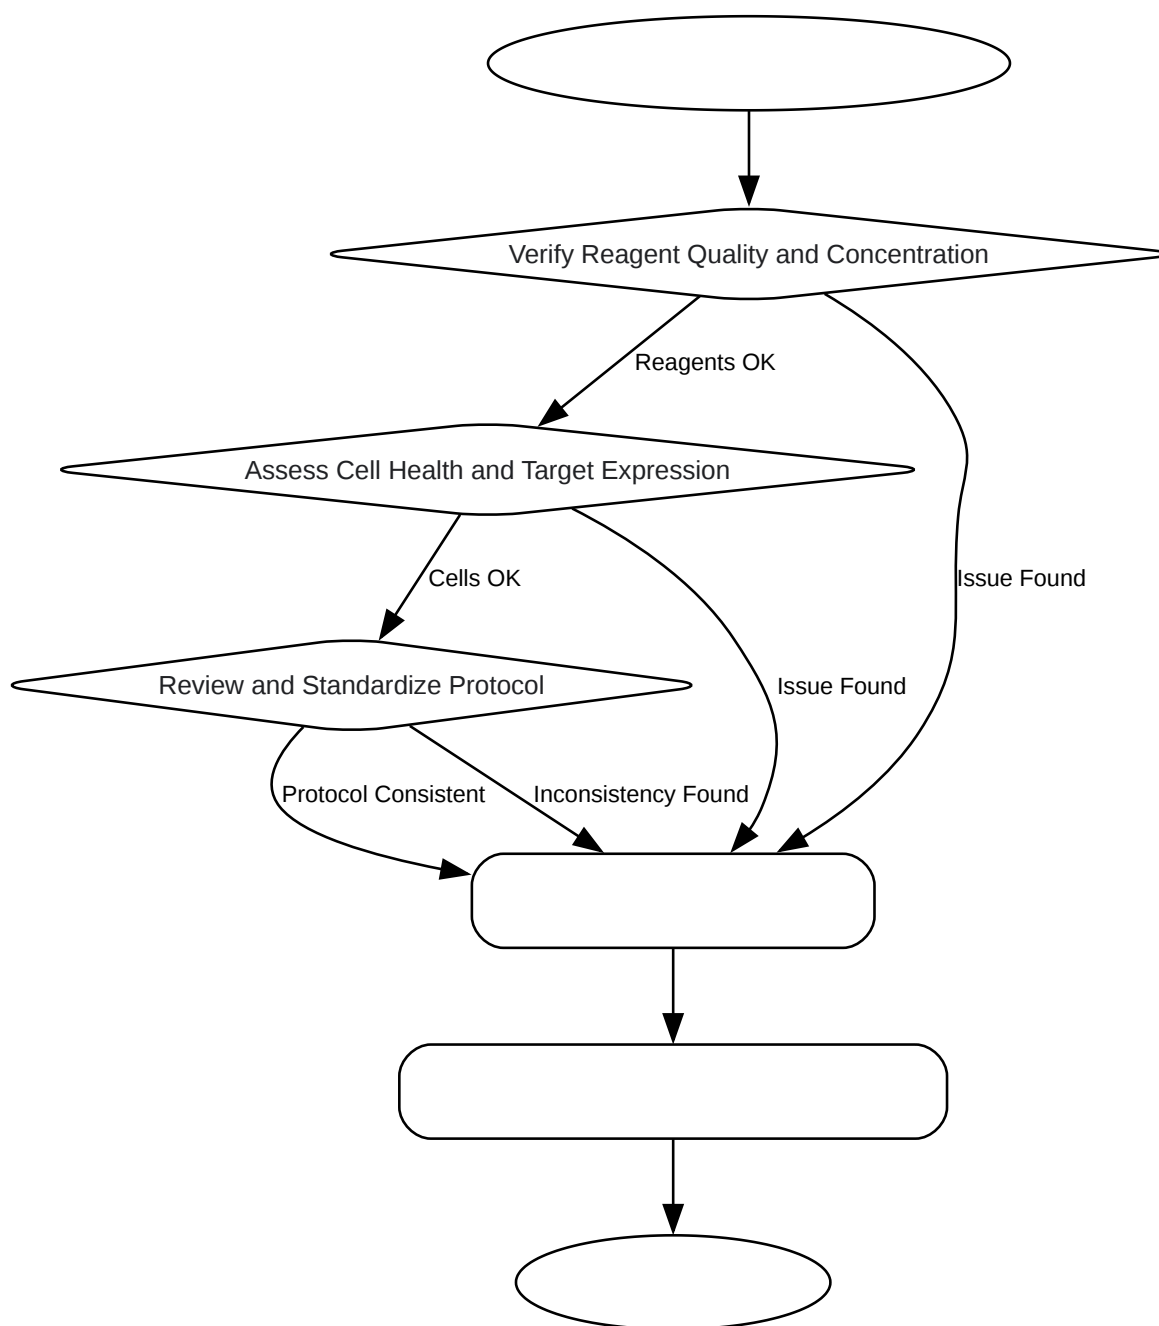 Verify Reagent Quality and Concentration
Reagents OK
Assess Cell Health and Target Expression
Cells OK
Issue Found
Review and Standardize Protocol
Issue Found
Protocol Consistent
Inconsistency Found